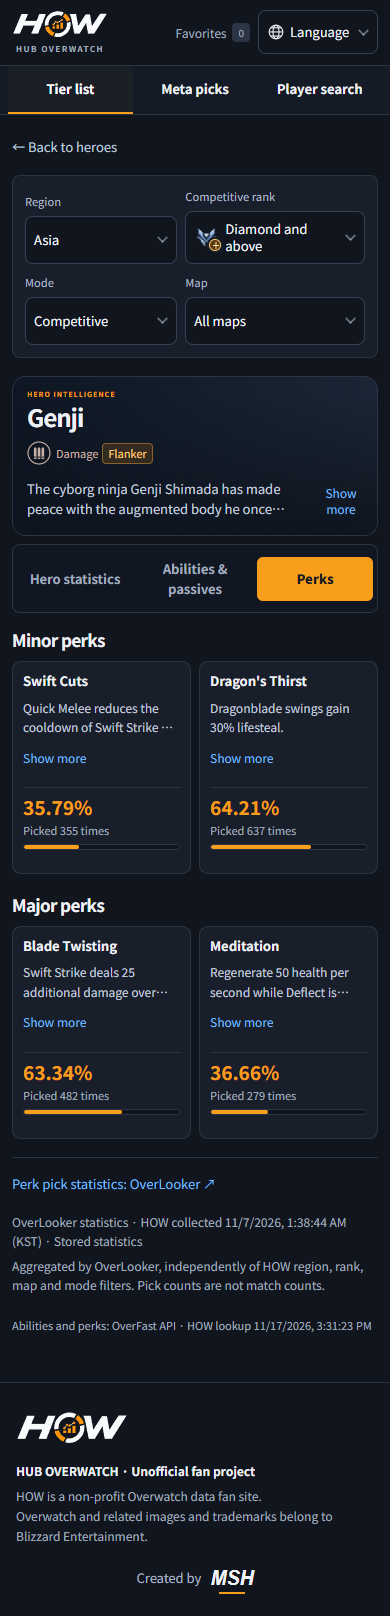 HOW
HUB OVERWATCH
Favorites 0
Language
Tier list
Meta picks
Player search
← Back to heroes
Region
Competitive rank
Asia
Diamond and above
Mode
Map
Competitive
All maps
HERO INTELLIGENCE
Genji
Damage Flanker
The cyborg ninja Genji Shimada has made
peace with the augmented body he once…
Show more
Hero statistics
Abilities & passives
Perks
Minor perks
Swift Cuts
Quick Melee reduces the
cooldown of Swift Strike …
Show more
35.79%
Picked 355 times
Dragon's Thirst
Dragonblade swings gain
30% lifesteal.
Show more
64.21%
Picked 637 times
Major perks
Blade Twisting
Swift Strike deals 25
additional damage over…
Show more
63.34%
Picked 482 times
Meditation
Regenerate 50 health per
second while Deflect is…
Show more
36.66%
Picked 279 times
Perk pick statistics: OverLooker ↗
OverLooker statistics · HOW collected 11/7/2026, 1:38:44 AM
(KST) · Stored statistics
Aggregated by OverLooker, independently of HOW region, rank,
map and mode filters. Pick counts are not match counts.
Abilities and perks: OverFast API · HOW lookup 11/17/2026, 3:31:23 PM
HOW
HUB OVERWATCH · Unofficial fan project
HOW is a non-profit Overwatch data fan site.
Overwatch and related images and trademarks belong to
Blizzard Entertainment.
Created by MSH